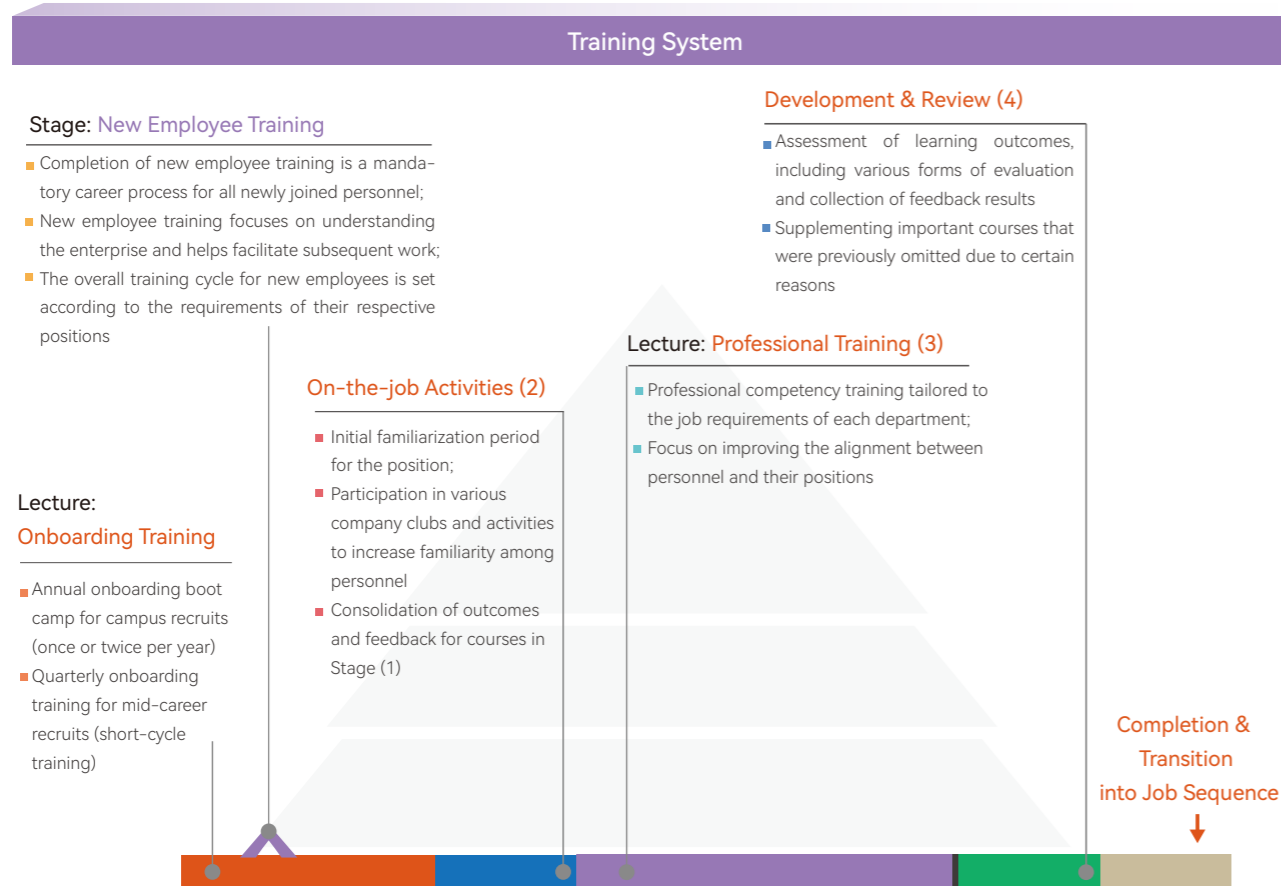 Training System
Stage: New Employee Training
Completion of new employee training is a manda-
tory career process for all newly joined personnel;
New employee training focuses on understanding
the enterprise and helps facilitate subsequent work;
The overall training cycle for new employees is set
according to the requirements of their respective
positions
Development & Review (4)
Assessment of learning outcomes,
including various forms of evaluation
and collection of feedback results
Supplementing important courses that
were previously omitted due to certain
reasons
Lecture: Professional Training (3)
Professional competency training tailored to
the job requirements of each department;
Focus on improving the alignment between
personnel and their positions
On-the-job Activities (2)
Initial familiarization period
for the position;
Participation in various
company clubs and activities
to increase familiarity among
personnel
Consolidation of outcomes
and feedback for courses in
Stage (1)
Lecture:
Onboarding Training
Annual onboarding boot
camp for campus recruits
(once or twice per year)
Quarterly onboarding
training for mid-career
recruits (short-cycle
training)
Completion &
Transition
into Job Sequence